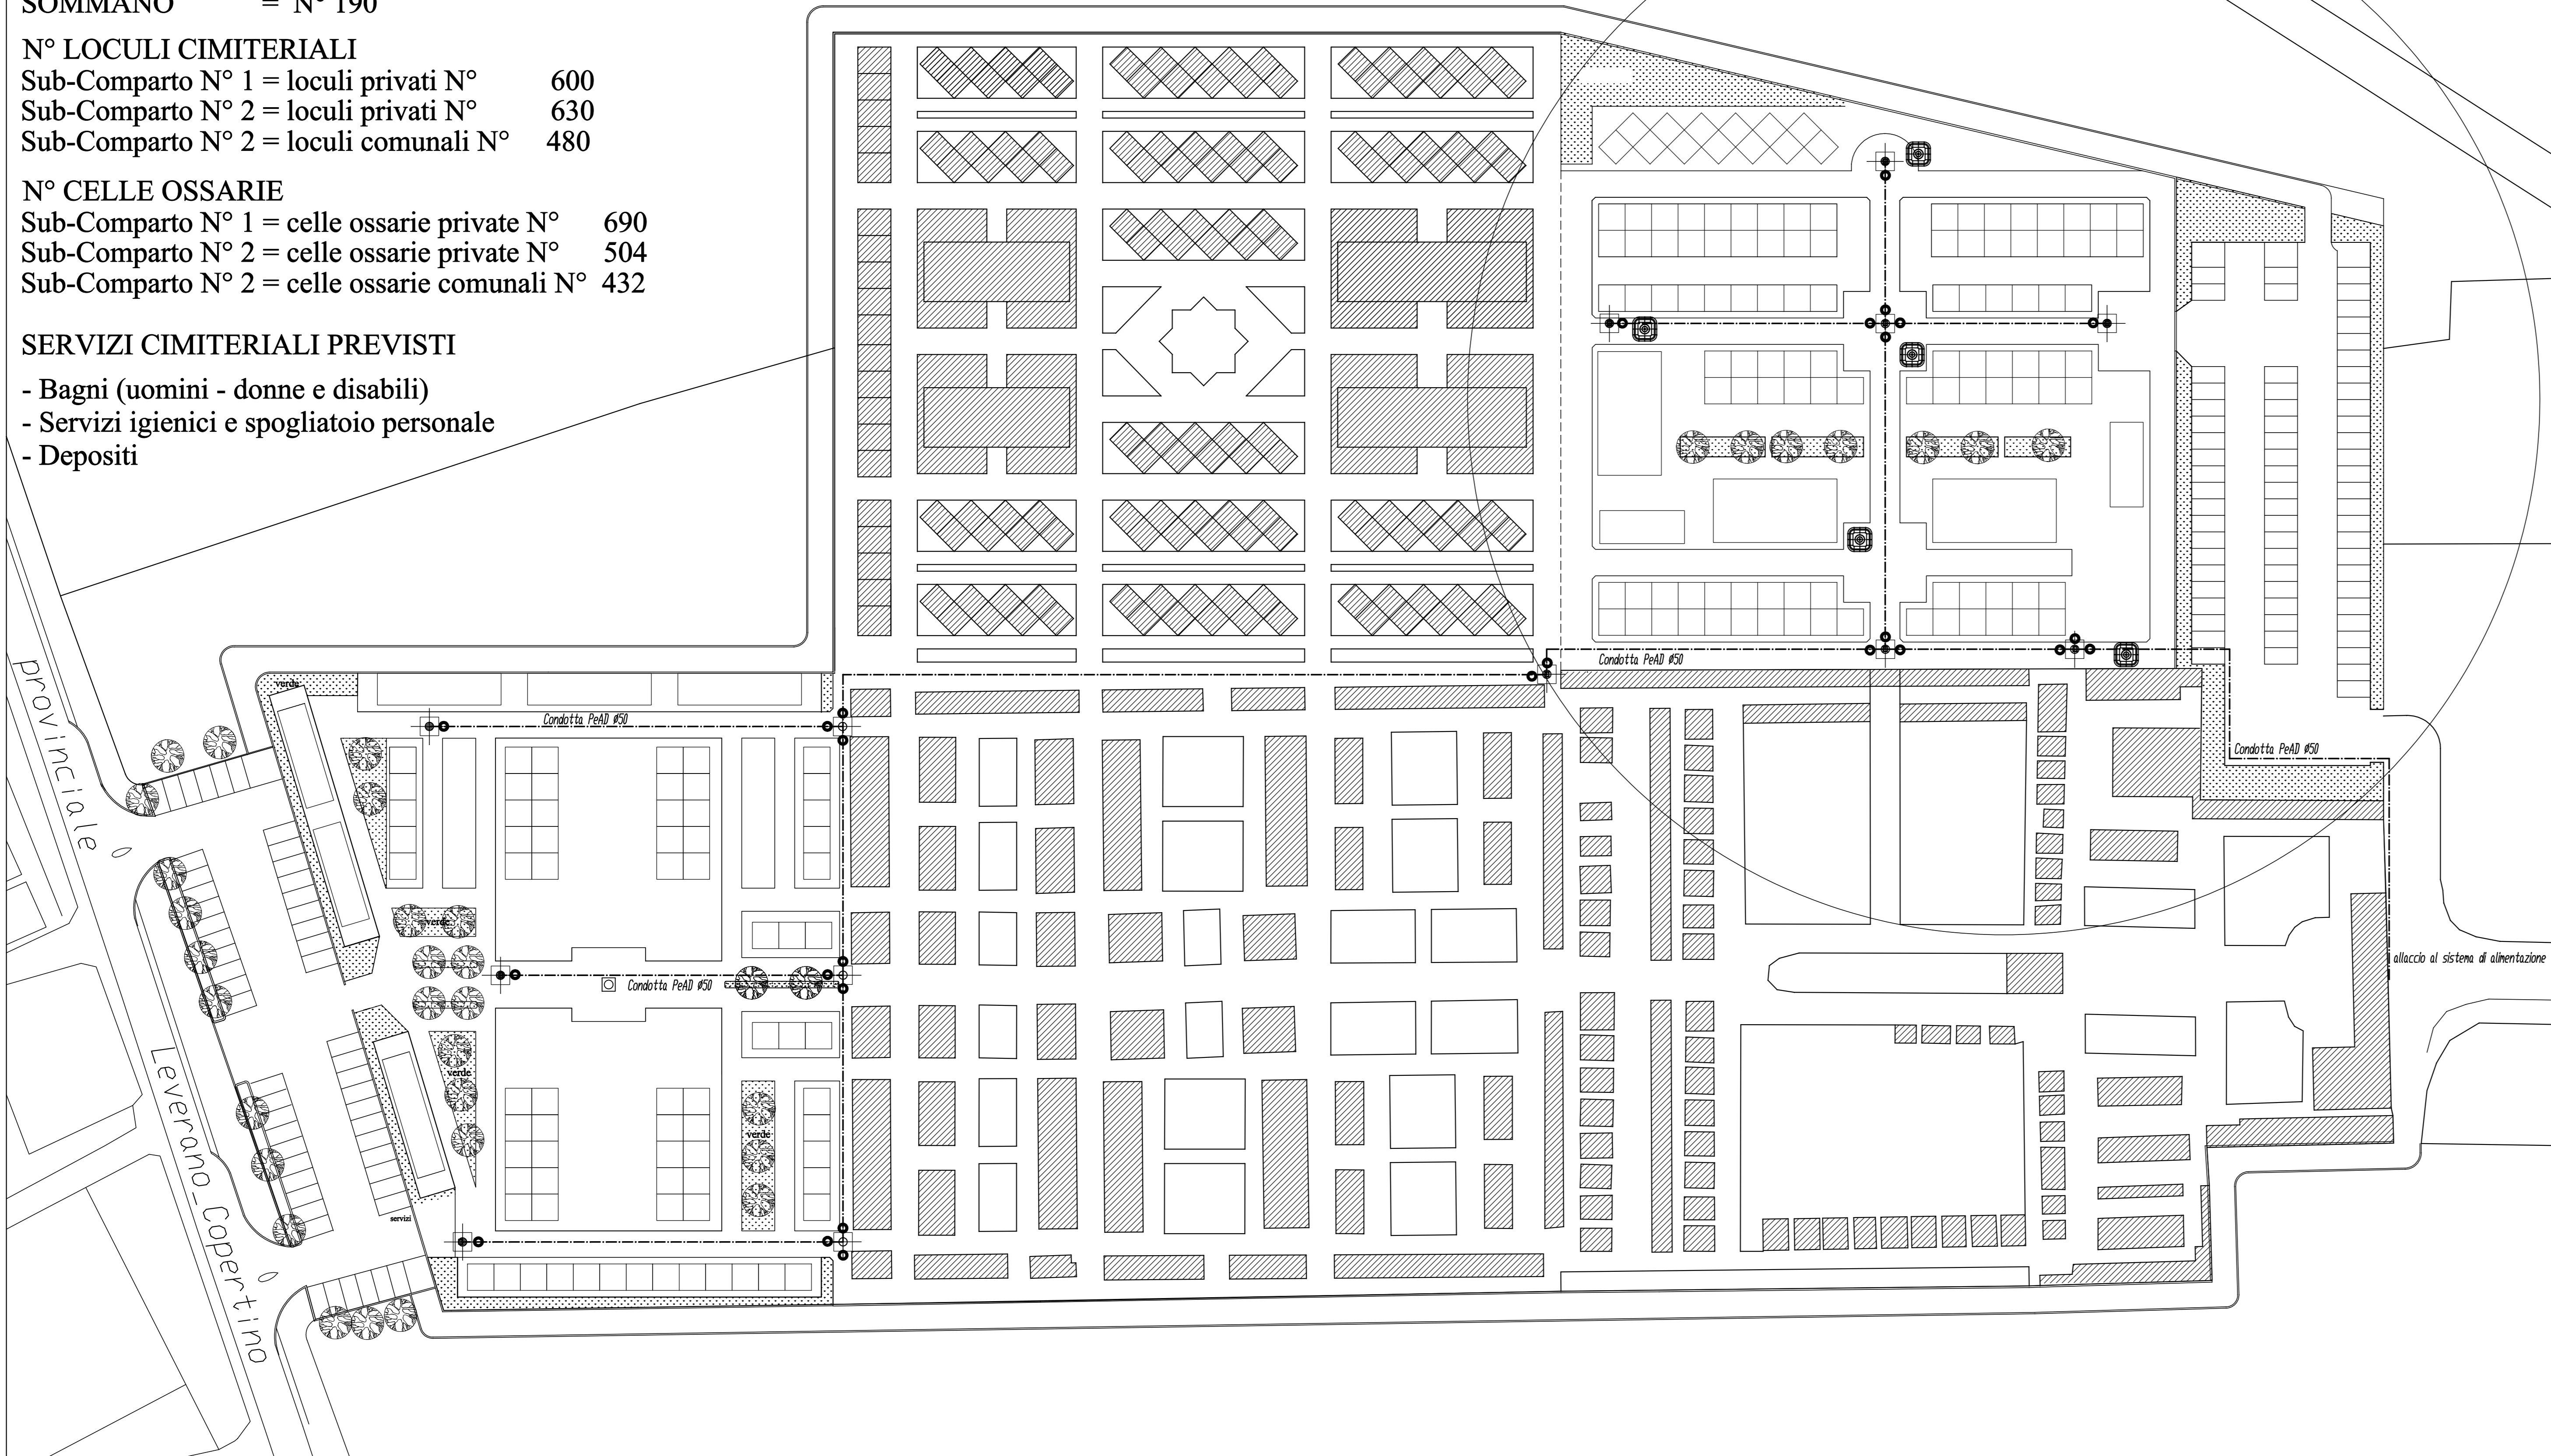 SOMMANO = N° 190
N° LOCULI CIMITERIALI
Sub-Comparto N° 1 = loculi privati N° 600
Sub-Comparto N° 2 = loculi privati N° 630
Sub-Comparto N° 2 = loculi comunali N° 480
N° CELLE OSSARIE
Sub-Comparto N° 1 = celle ossarie private N° 690
Sub-Comparto N° 2 = celle ossarie private N° 504
Sub-Comparto N° 2 = celle ossarie comunali N° 432
SERVIZI CIMITERIALI PREVISTI
- Bagni (uomini - donne e disabili)
- Servizi igienici e spogliatoio personale
- Depositi
Condotta PeAD Ø50
verde
provinciale
Condotta PeAD Ø50
Condotta PeAD Ø50
verde
allaccio al sistema di alimentazione
Condotta PeAD Ø50
verde
verde
Leverano_Copertino
servizi